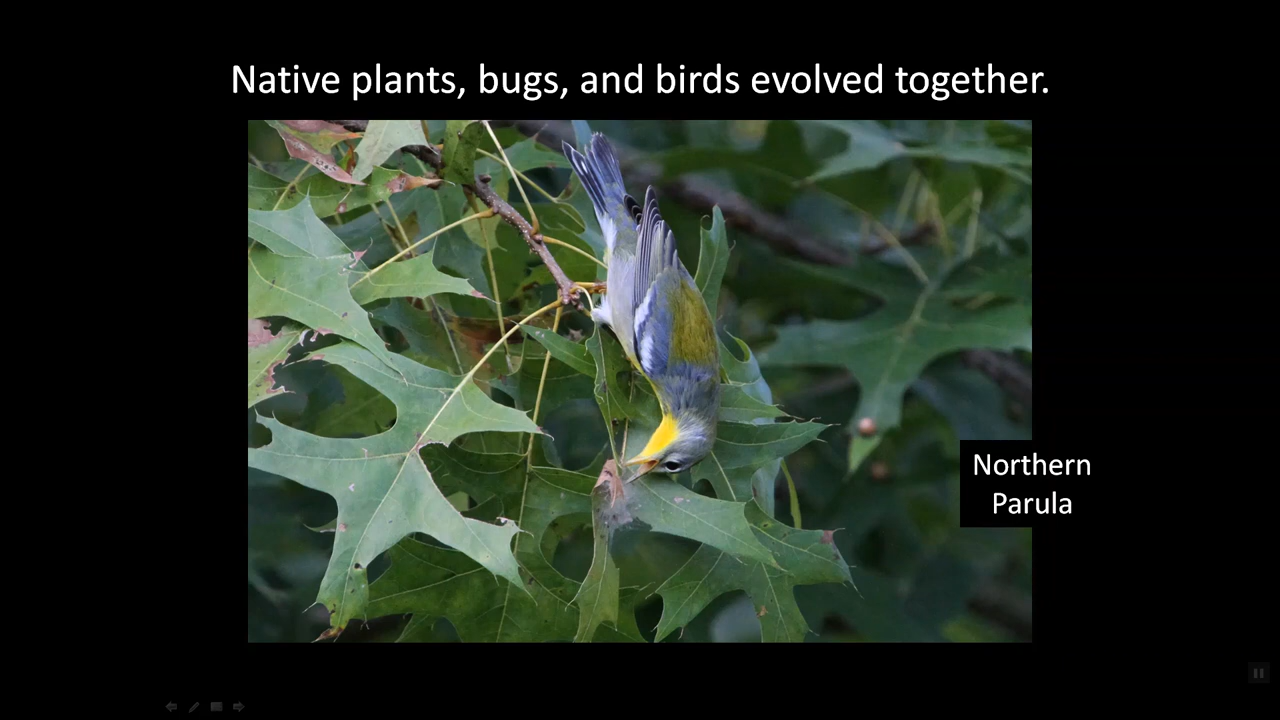 Native plants, bugs, and birds evolved together.
Northern
Parula